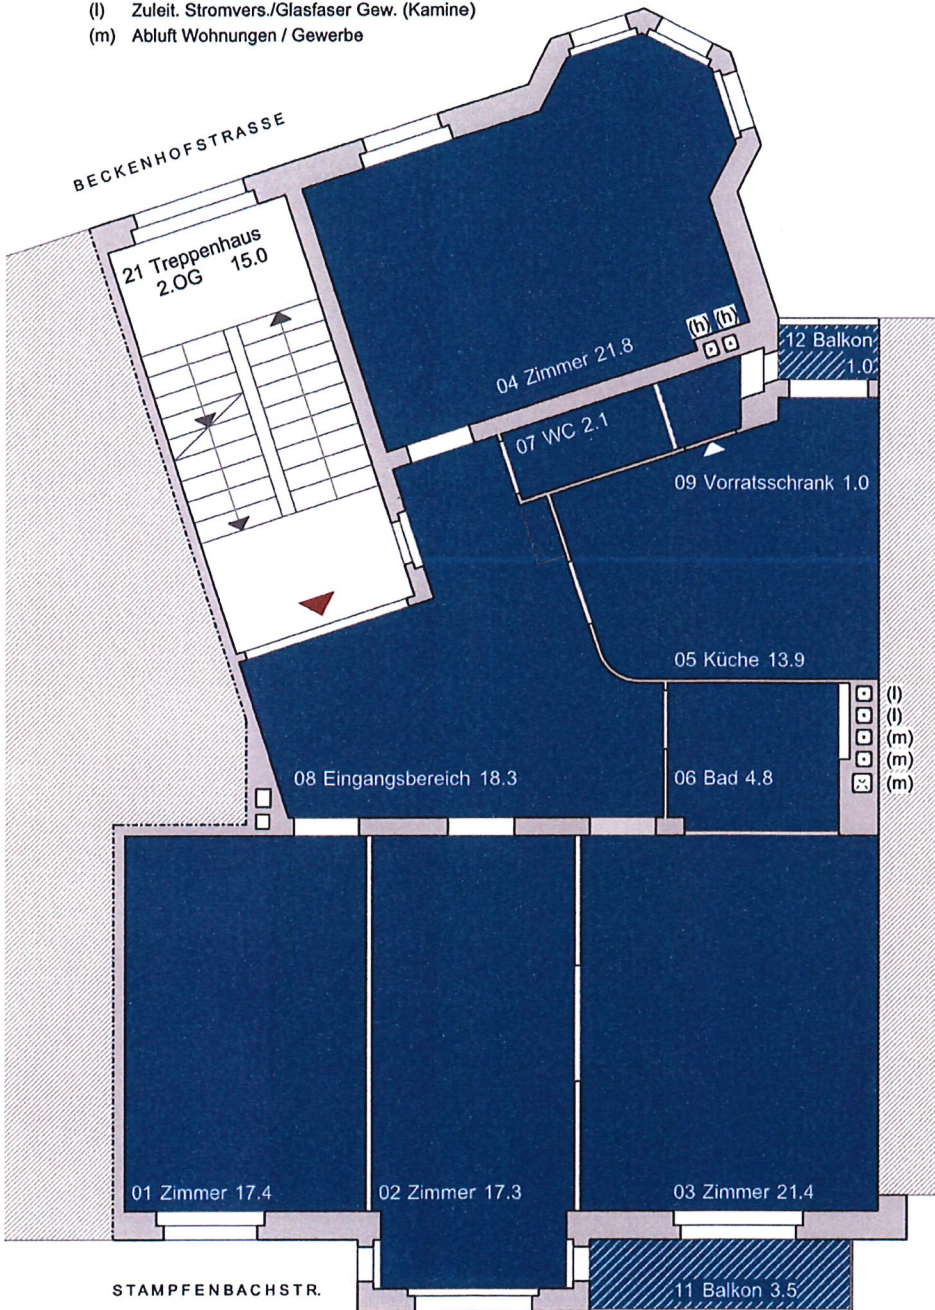 (l) Zuleit. Stromvers./Glasfaser Gew. (Kamine)
(m) Abluft Wohnungen / Gewerbe
BECKENHOFSTRASSE
21 Treppenhaus
2.OG 15.0
04 Zimmer 21.8
(h) (h)
12 Balkon
1.0
07 WC 2.1
09 Vorratsschrank 1.0
05 Küche 13.9
(l)
(l)
(m)
(m)
(m)
08 Eingangsbereich 18.3
06 Bad 4.8
01 Zimmer 17.4
02 Zimmer 17.3
03 Zimmer 21.4
STAMPFENBACHSTR.
11 Balkon 3.5